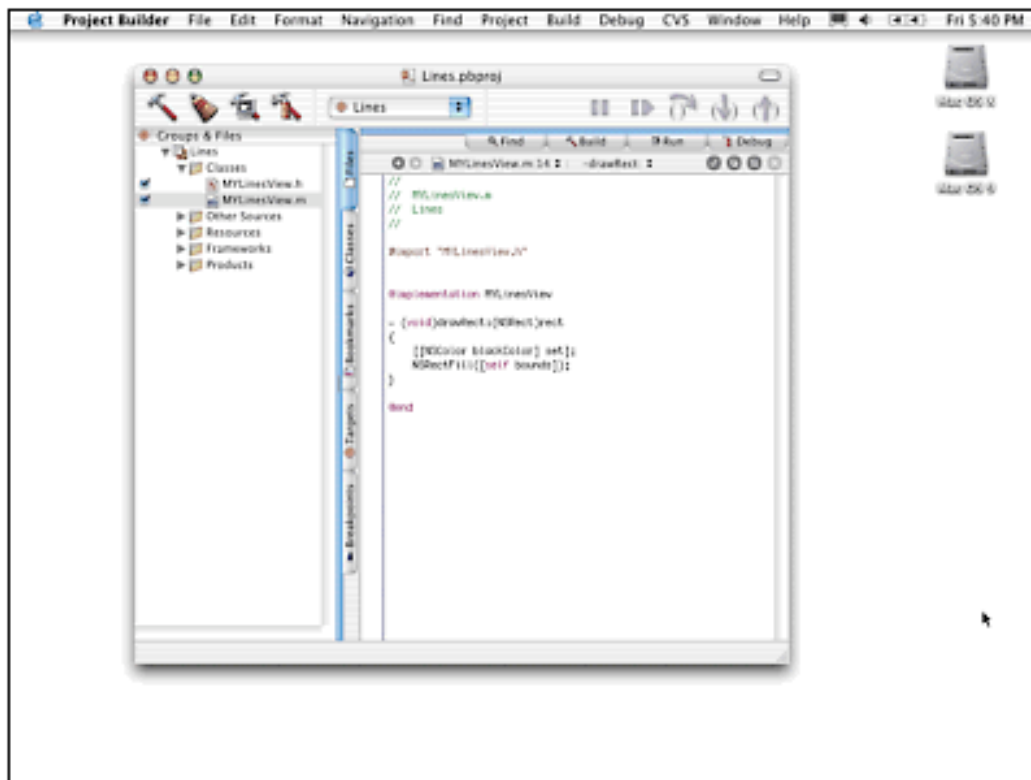 Project Builder File Edit Format Navigation Find Project Build Debug CVS Window Help Fri 5:40 PM
Lines.pbproj
Lines
Groups & Files
Lines
Classes
MYLinesView.h
MYLinesView.m
Other Sources
Resources
Frameworks
Products
Files
Classes
Bookmarks
Targets
Breakpoints
Find Build Run Debug
MYLinesView.m:14 -drawRect:
//
// MYLinesView.m
// Lines
//
#import "MYLinesView.h"
@implementation MYLinesView
- (void)drawRect:(NSRect)rect
{
[[NSColor blackColor] set];
NSRectFill([self bounds]);
}
@end